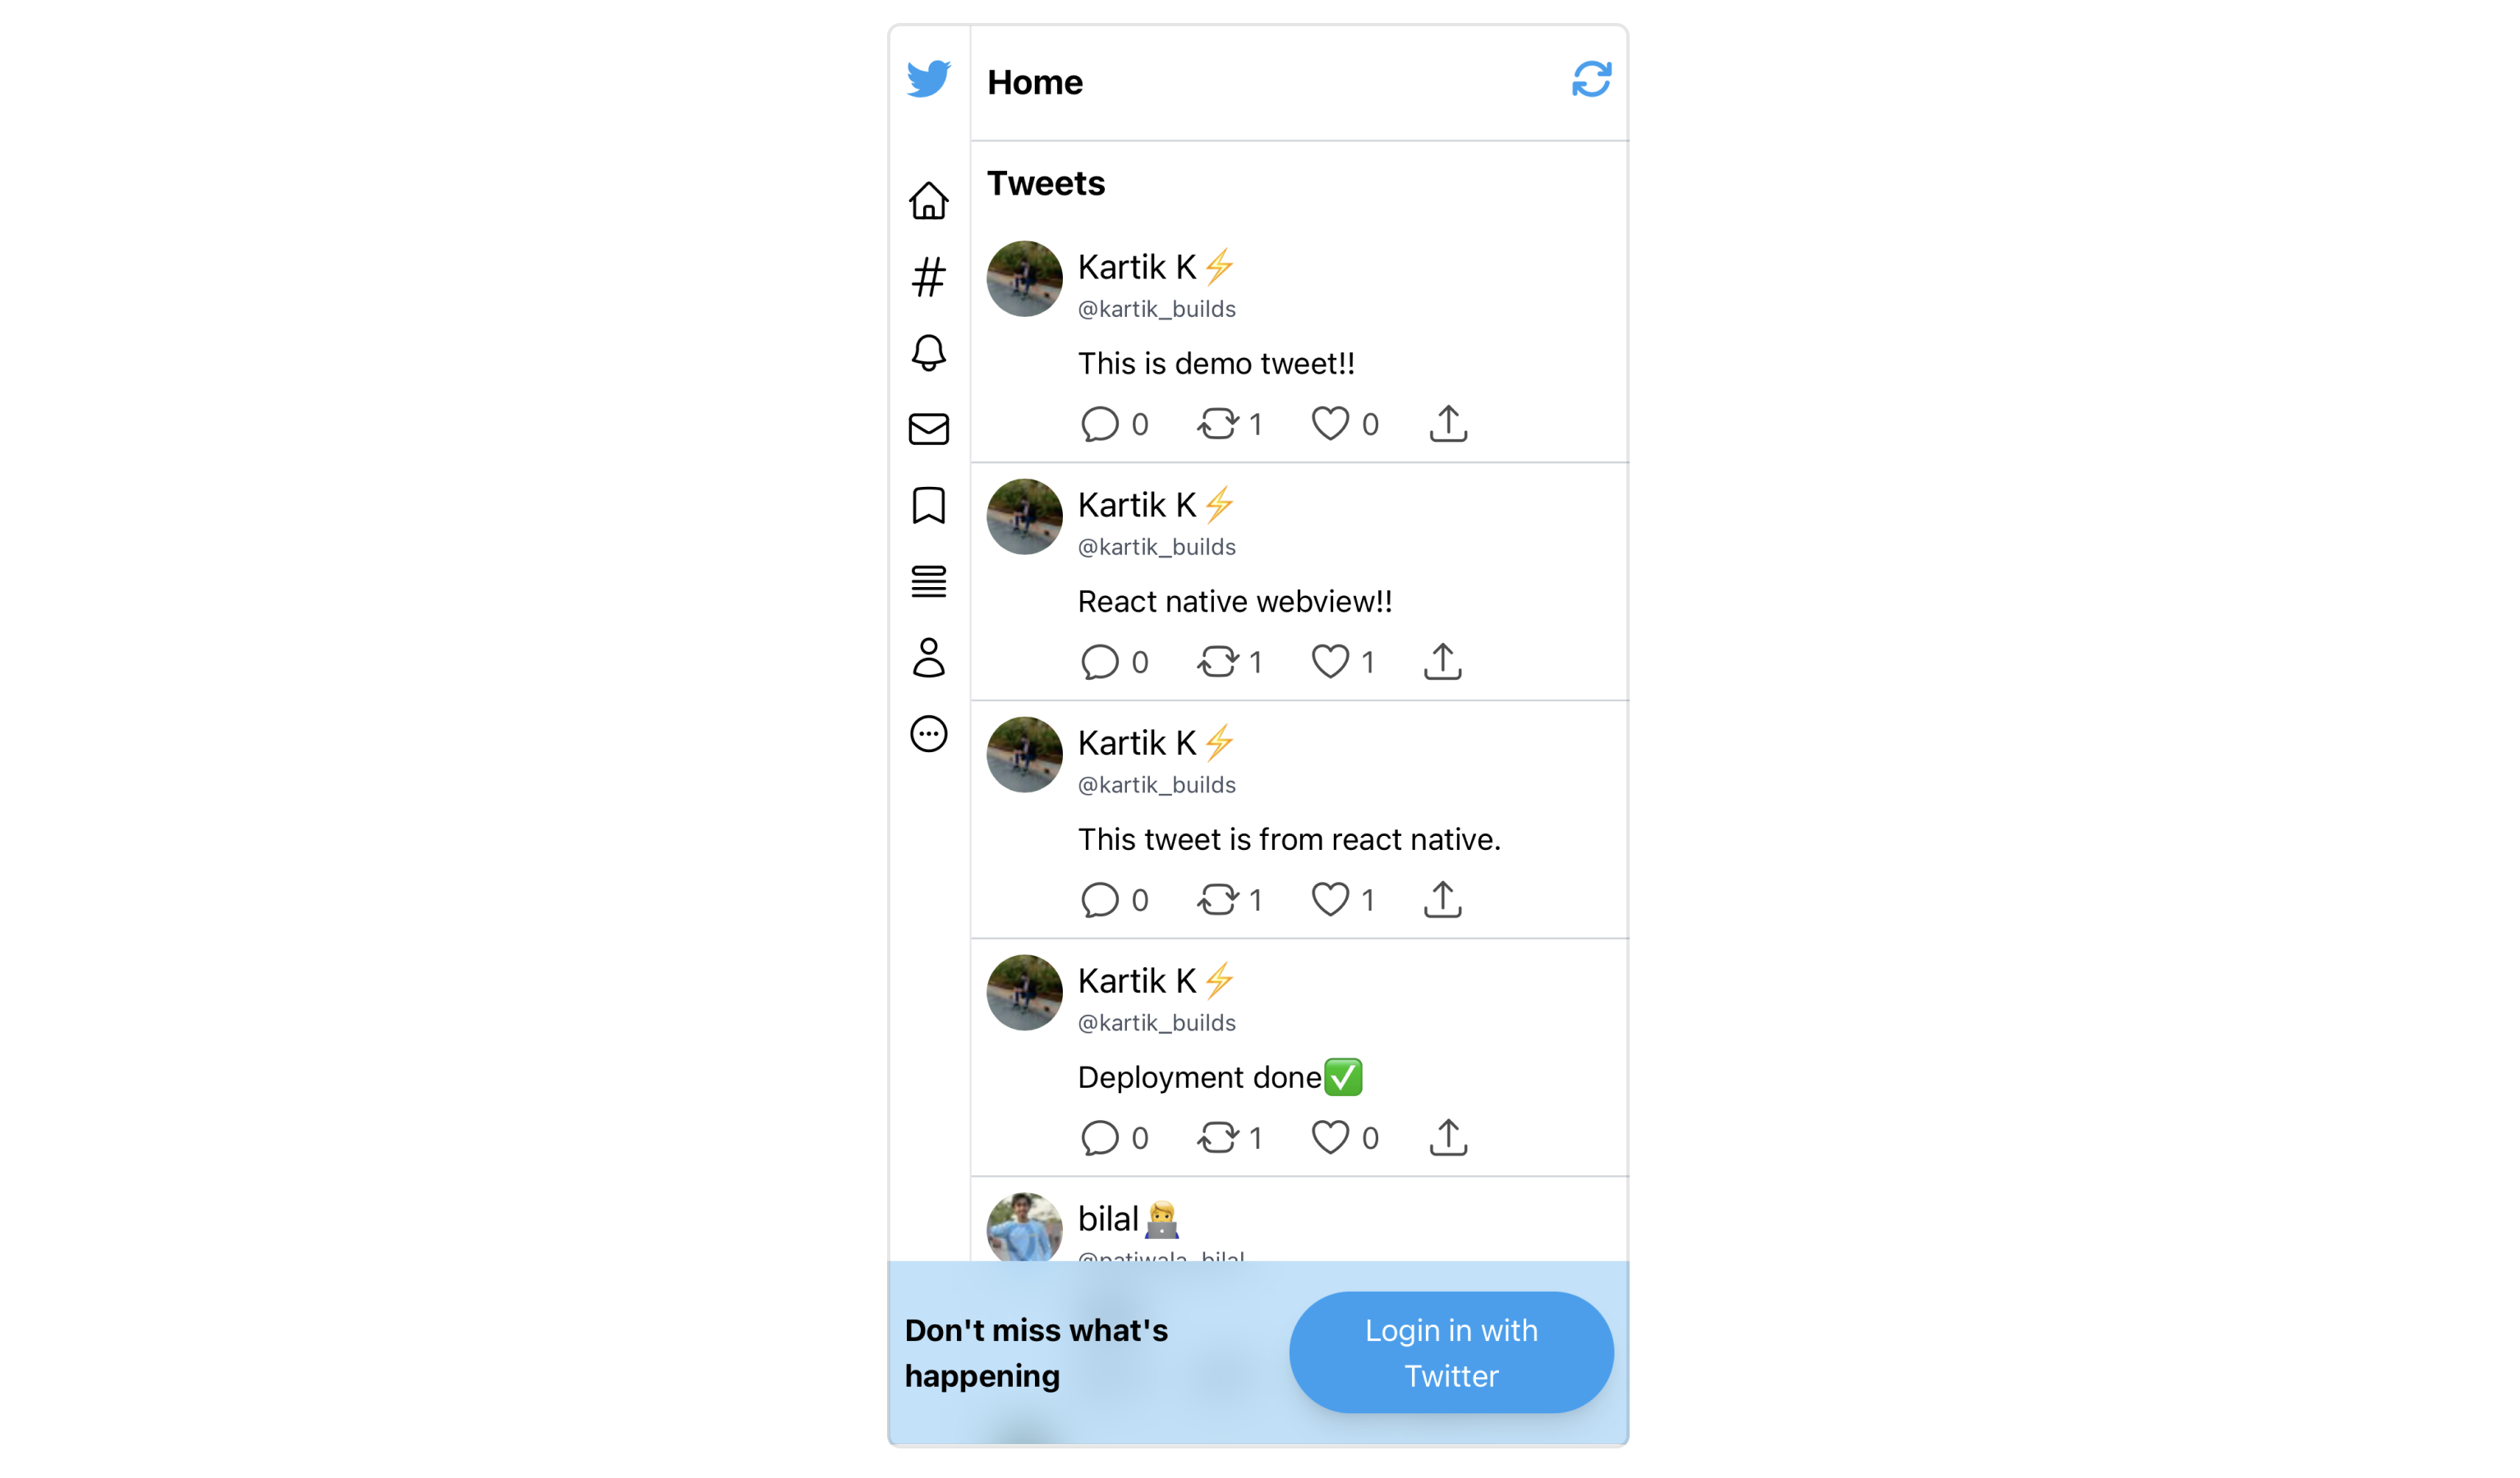 Home
Tweets
Kartik K⚡
@kartik_builds
This is demo tweet!!
0 1 0
Kartik K⚡
@kartik_builds
React native webview!!
0 1 1
Kartik K⚡
@kartik_builds
This tweet is from react native.
0 1 1
Kartik K⚡
@kartik_builds
Deployment done✅
0 1 0
bilal🧑‍💻
@patiwala_bilal
Don't miss what's
happening
Login in with
Twitter